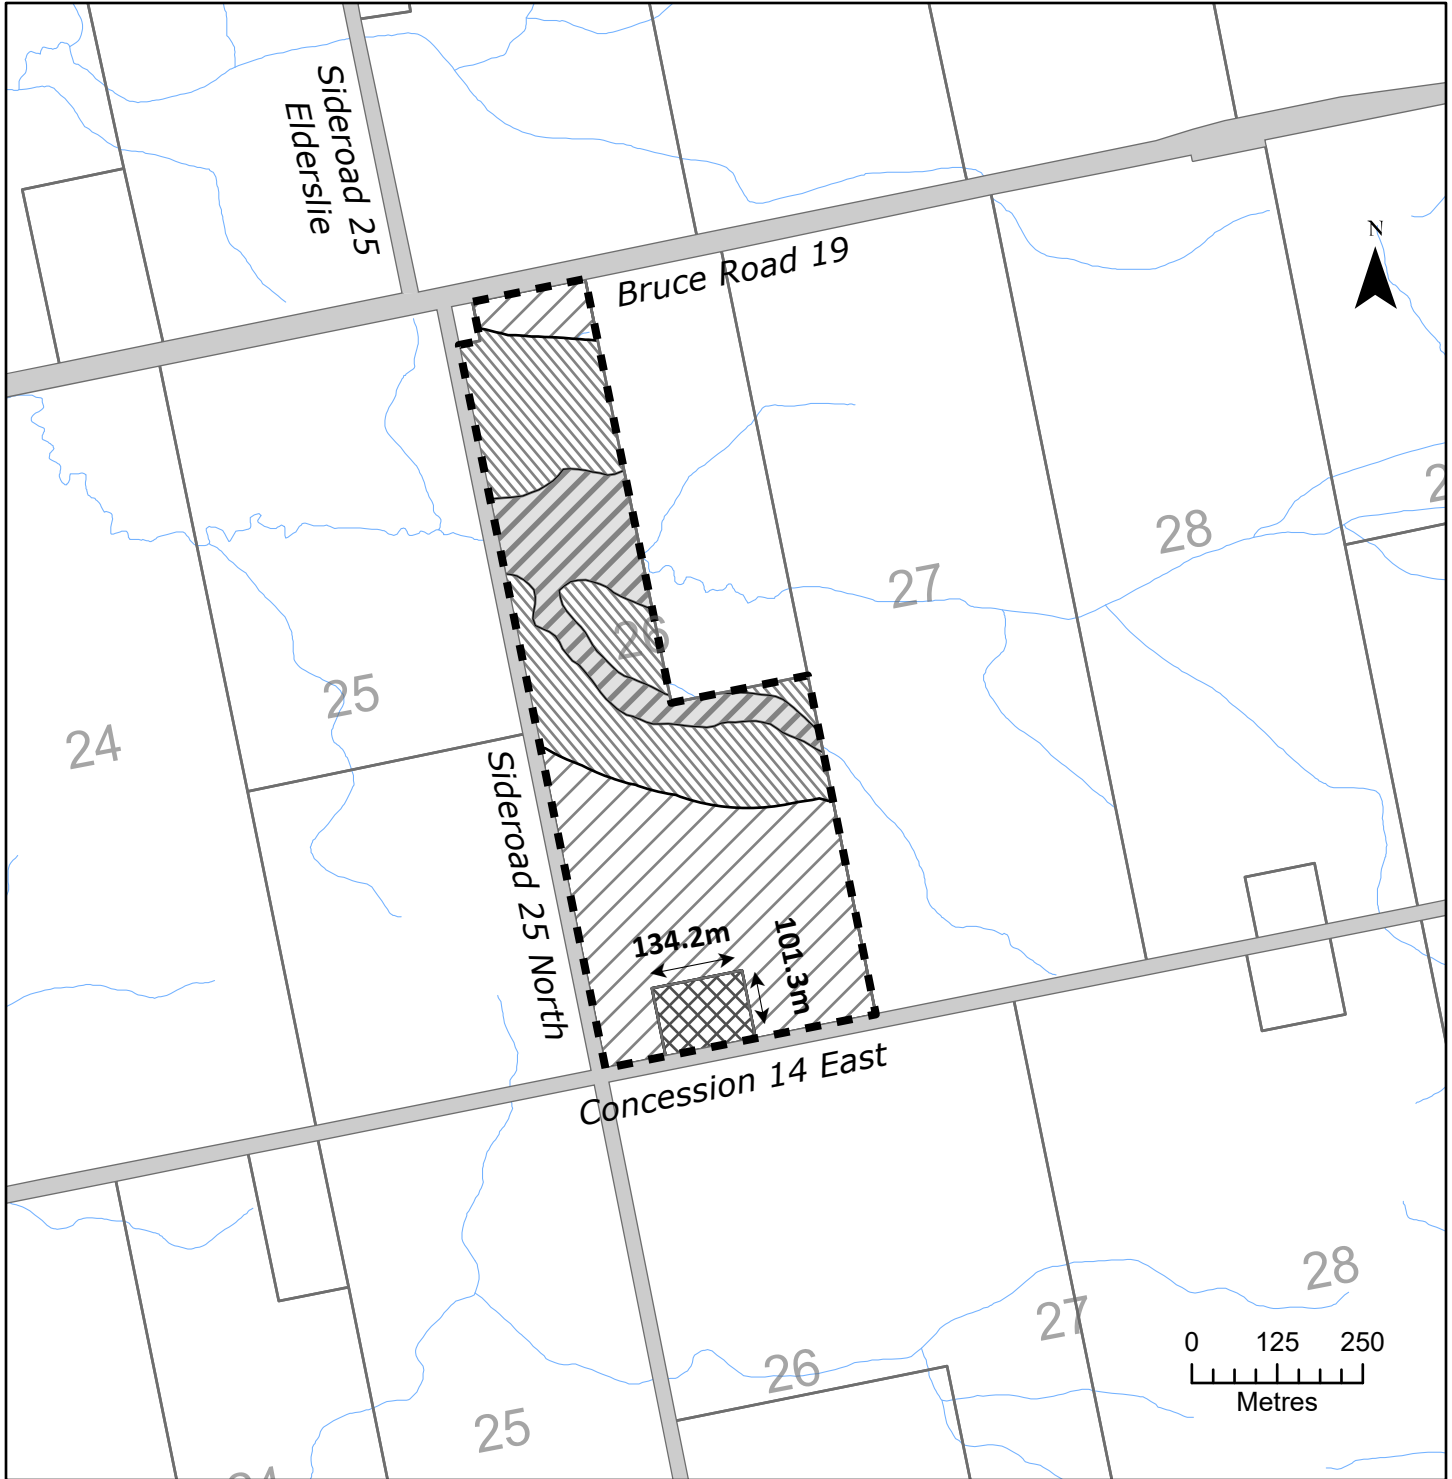 Sideroad 25
Elderslie
N
Bruce Road 19
28
27
26
25
24
Sideroad 25 North
134.2m
101.3m
Concession 14 East
28
27
26
25
0 125 250
Metres